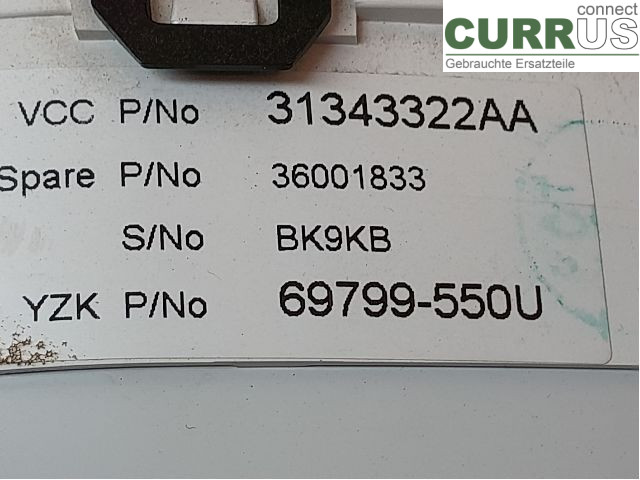 connect
CURRUS
Gebrauchte Ersatzteile
VCC P/No 31343322AA
Spare P/No 36001833
S/No BK9KB
YZK P/No 69799-550U